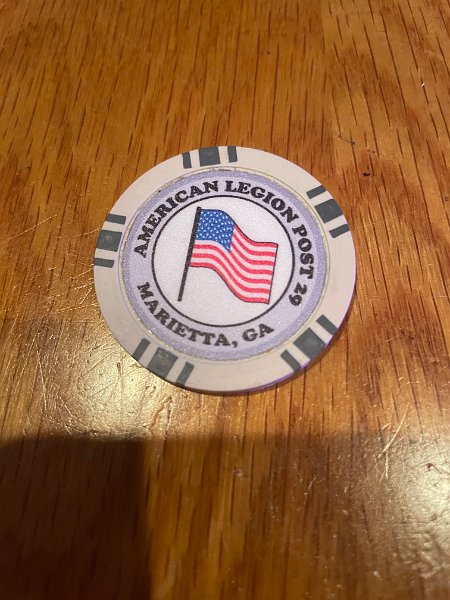 AMERICAN LEGION POST 29
MARIETTA, GA